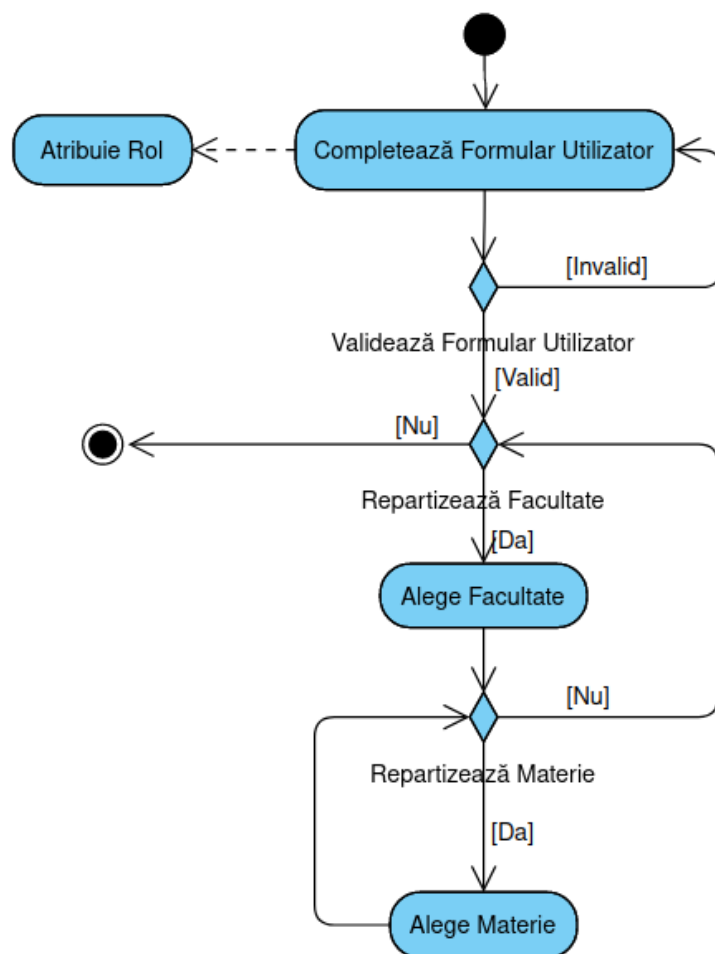 Atribuie Rol
Completează Formular Utilizator
[Invalid]
Validează Formular Utilizator
[Valid]
[Nu]
Repartizează Facultate
[Da]
Alege Facultate
[Nu]
Repartizează Materie
[Da]
Alege Materie